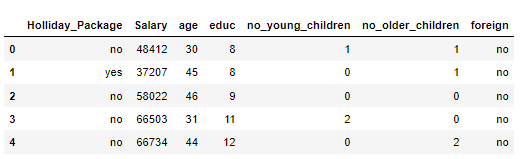 Holliday_Package Salary age educ no_young_children no_older_children foreign
0 no 48412 30 8 1 1 no
1 yes 37207 45 8 0 1 no
2 no 58022 46 9 0 0 no
3 no 66503 31 11 2 0 no
4 no 66734 44 12 0 2 no